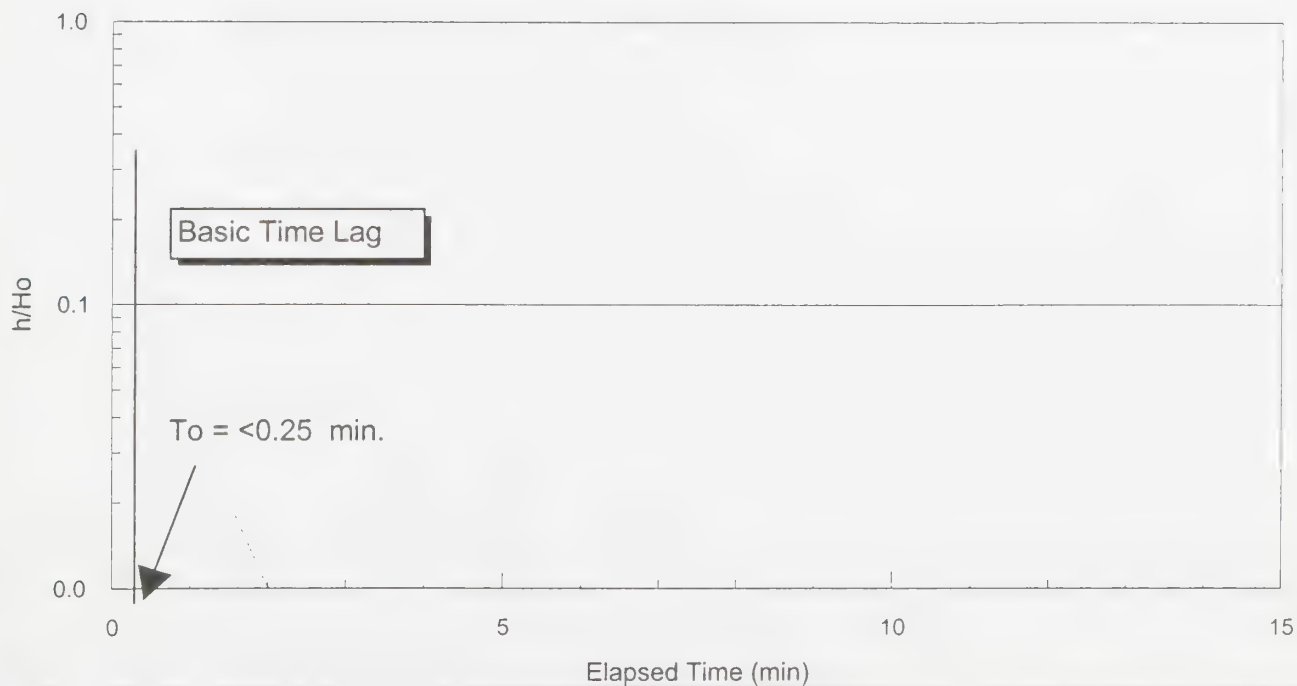 1.0
Basic Time Lag
h/Ho
0.1
To = <0.25 min.
0.0
0 5 10 15
Elapsed Time (min)